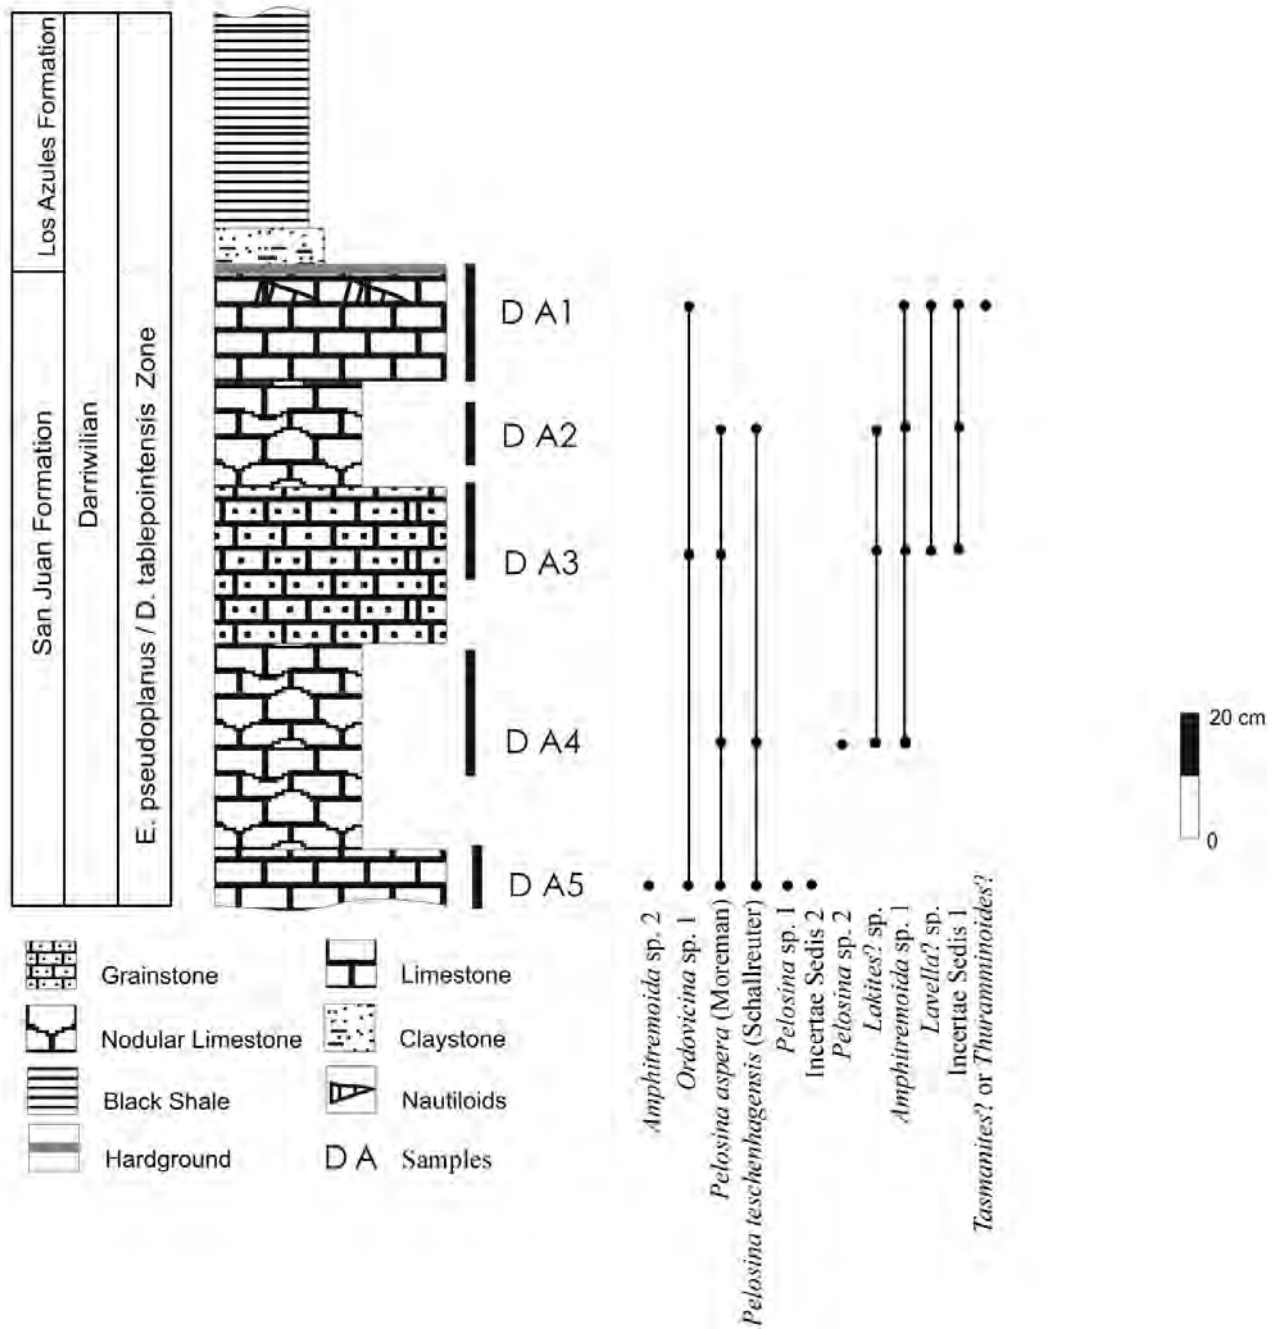 Los Azules Formation
San Juan Formation
Darriwilian
E. pseudoplanus / D. tablepointensis Zone
D A1
D A2
D A3
D A4
D A5
20 cm
0
Amphitremoida sp. 2
Ordovicina sp. 1
Pelosina aspera (Moreman)
Pelosina teschenhagensis (Schallreuter)
Pelosina sp. 1
Incertae Sedis 2
Pelosina sp. 2
Lakites? sp.
Amphitremoida sp. 1
Lavella? sp.
Incertae Sedis 1
Tasmanites? or Thuramminoides?
Grainstone
Limestone
Nodular Limestone
Claystone
Black Shale
Nautiloids
Hardground
D A Samples